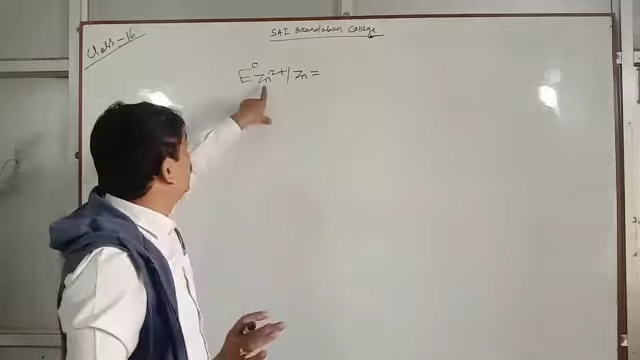 SAI Brundaban College
Class - 16
E° Zn²⁺/Zn =